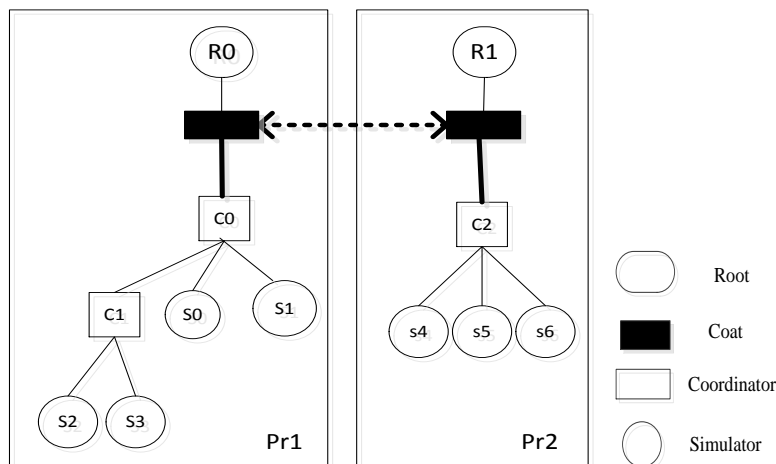 R0
R1
C0
C2
C1
S0
S1
s4
s5
s6
S2
S3
Pr1
Pr2
Root
Coat
Coordinator
Simulator